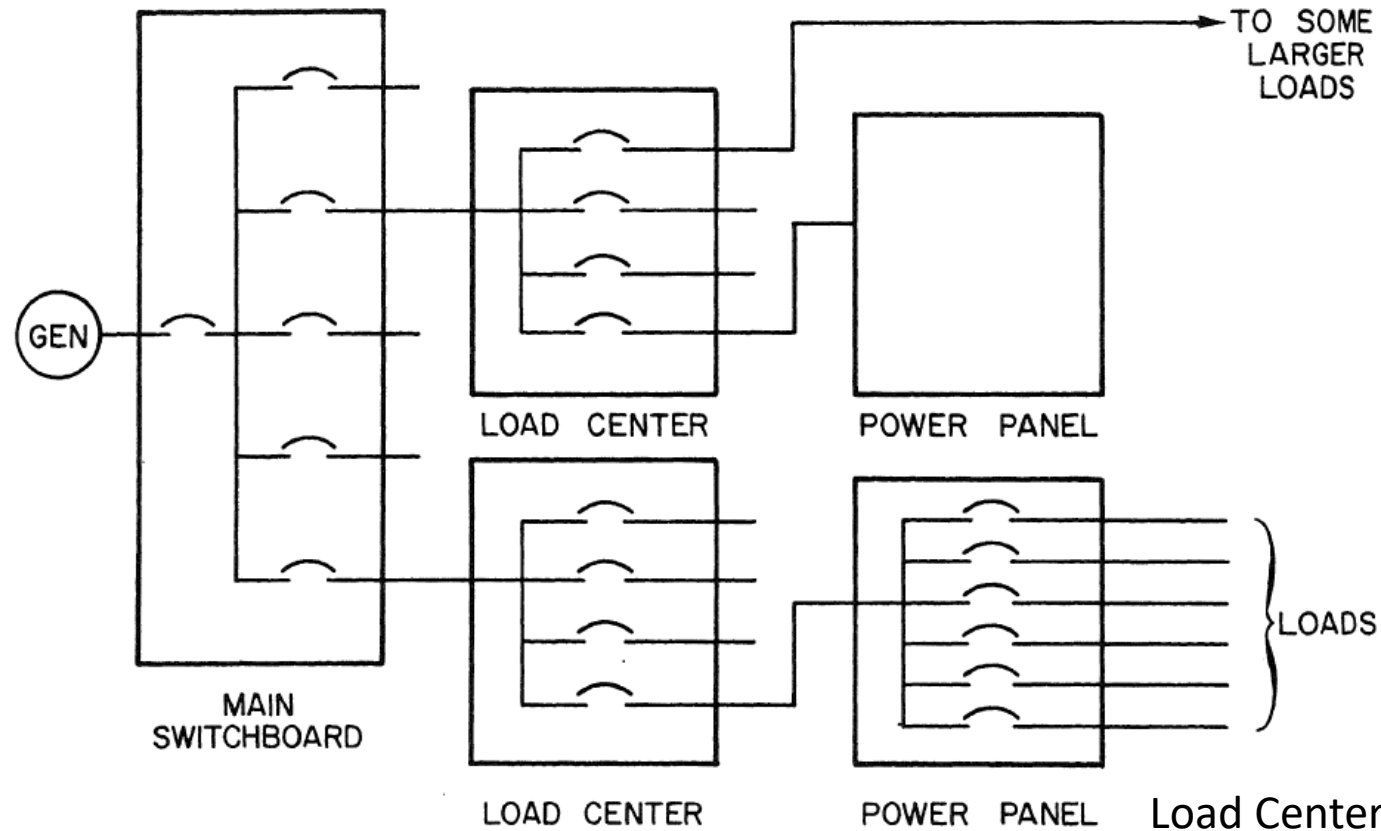 TO SOME
LARGER
LOADS
GEN
LOAD CENTER
POWER PANEL
LOADS
MAIN
SWITCHBOARD
LOAD CENTER
POWER PANEL
Load Center